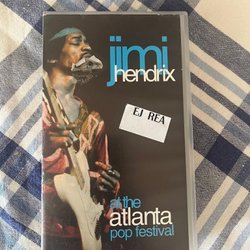 jimi
hendrix
EJ REA
at the
atlanta
pop festival